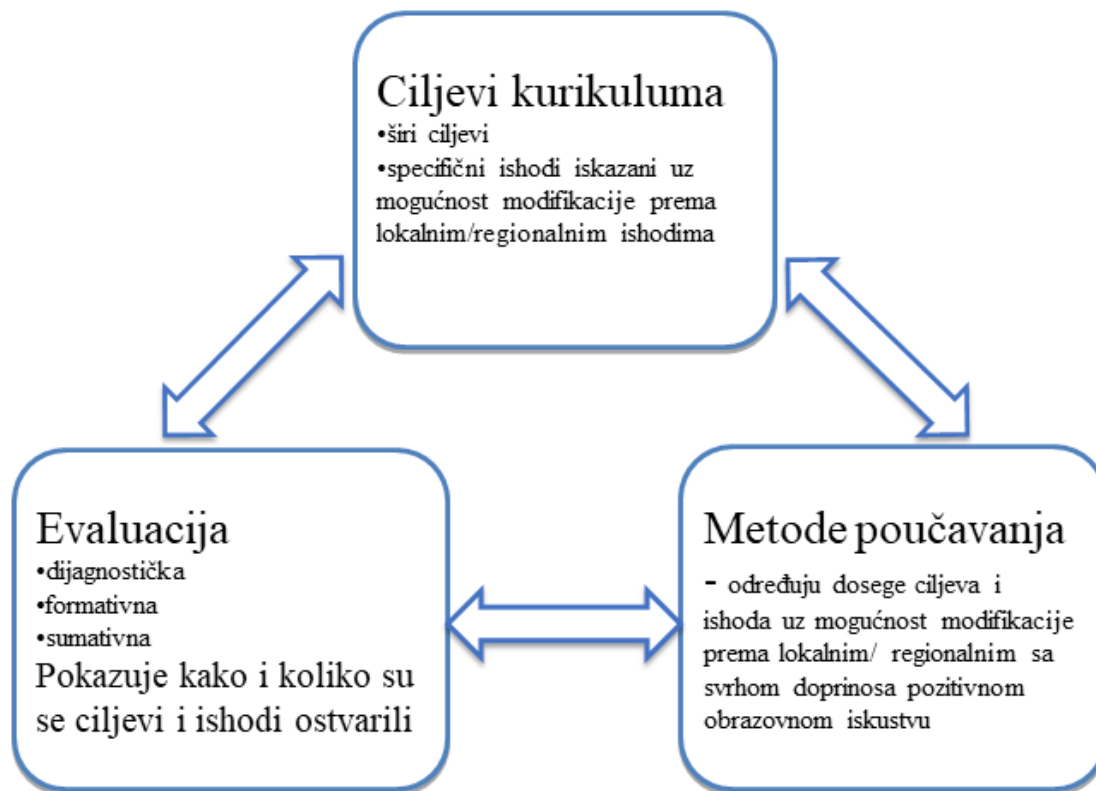 Ciljevi kurikuluma
•širi ciljevi
•specifični ishodi iskazani uz
mogućnost modifikacije prema
lokalnim/regionalnim ishodima
Evaluacija
•dijagnostička
•formativna
•sumativna
Pokazuje kako i koliko su
se ciljevi i ishodi ostvarili
Metode poučavanja
- određuju dosege ciljeva i
ishoda uz mogućnost modifikacije
prema lokalnim/ regionalnim sa
svrhom doprinosa pozitivnom
obrazovnom iskustvu